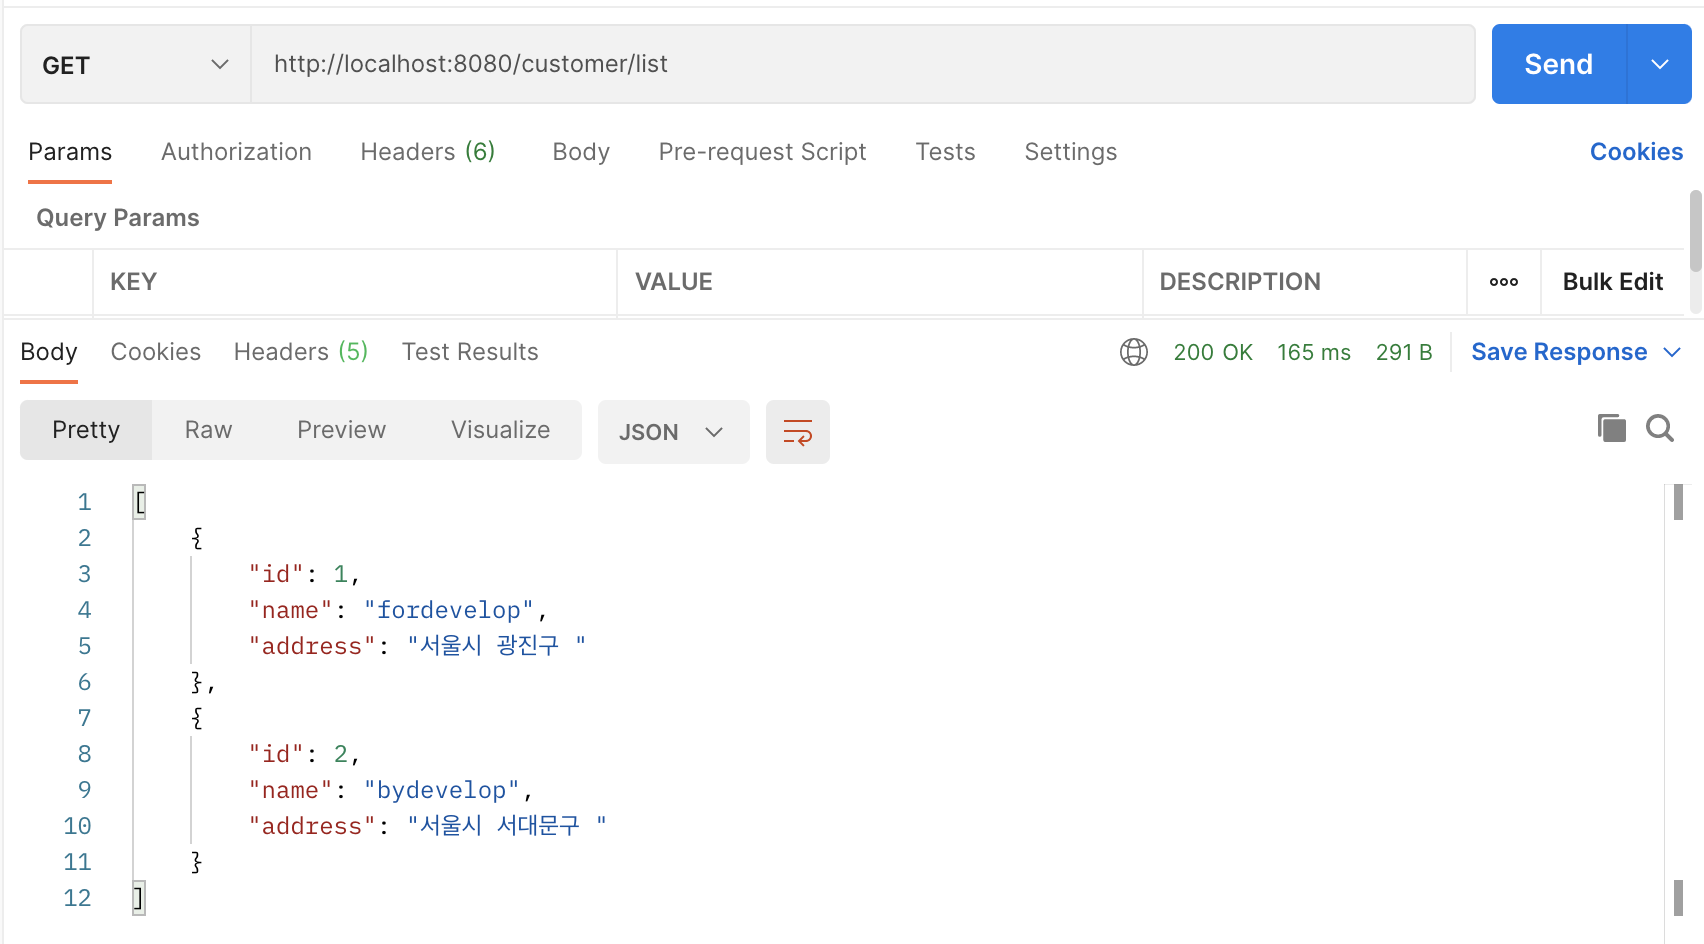 GET http://localhost:8080/customer/list Send
Params Authorization Headers (6) Body Pre-request Script Tests Settings Cookies
Query Params
KEY VALUE DESCRIPTION ooo Bulk Edit
Body Cookies Headers (5) Test Results 200 OK 165 ms 291 B Save Response
Pretty Raw Preview Visualize JSON
1 [
2 {
3 "id": 1,
4 "name": "fordevelop",
5 "address": "서울시 광진구 "
6 },
7 {
8 "id": 2,
9 "name": "bydevelop",
10 "address": "서울시 서대문구 "
11 }
12 ]